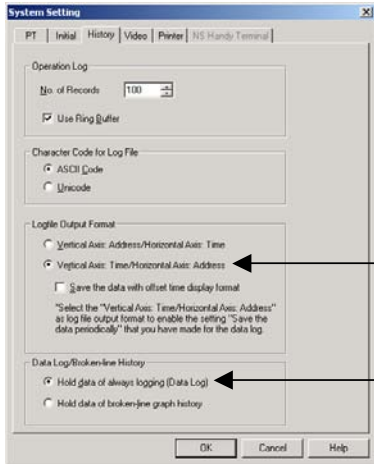 System Setting
PT Initial History Video Printer NS Handy Terminal
Operation Log
No. of Records 100
Use Ring Buffer
Character Code for Log File
ASCII Code
Unicode
Logfile Output Format
Vertical Axis: Address/Horizontal Axis: Time
Vertical Axis: Time/Horizontal Axis: Address
Save the data with offset time display format
"Select the "Vertical Axis: Time/Horizontal Axis: Address"
as log file output format to enable the setting "Save the
data periodically" that you have made for the data log.
Data Log/Broken-line History
Hold data of always logging (Data Log)
Hold data of broken-line graph history
OK Cancel Help